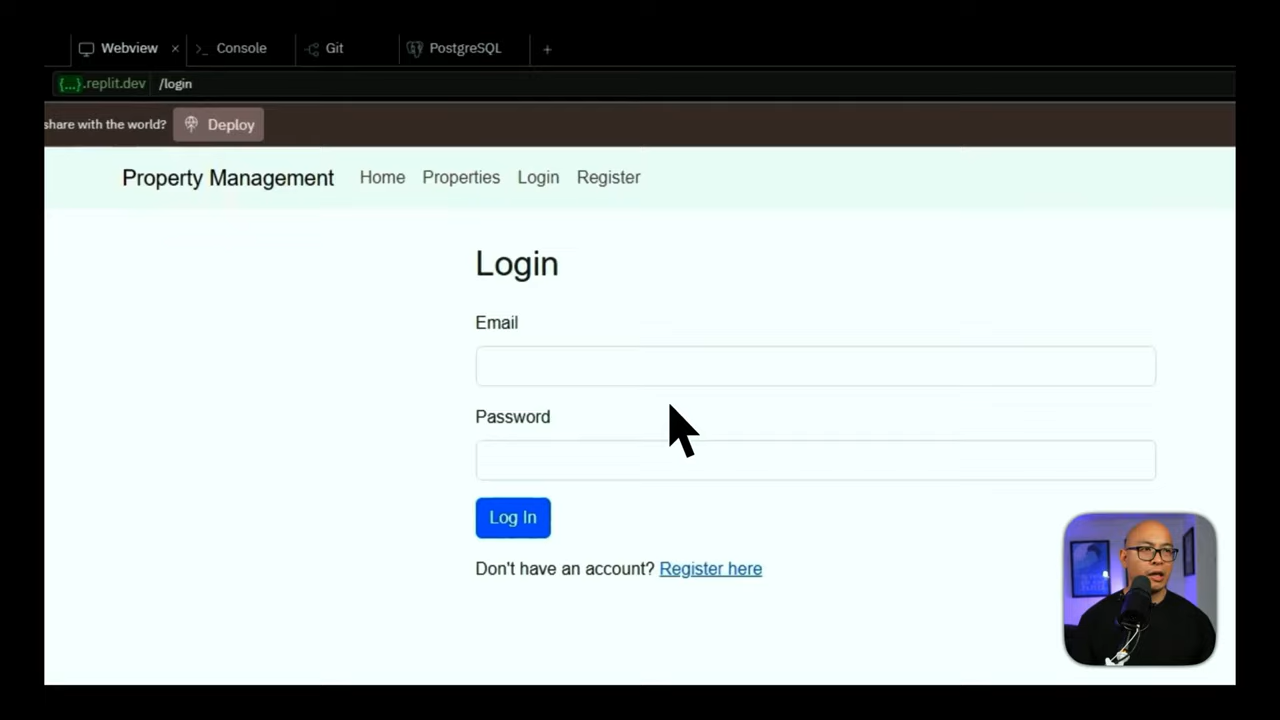 Webview × >_ Console Git PostgreSQL +
{...}.replit.dev /login
share with the world? Deploy
Property Management Home Properties Login Register
Login
Email
Password
Log In
Don't have an account? Register here